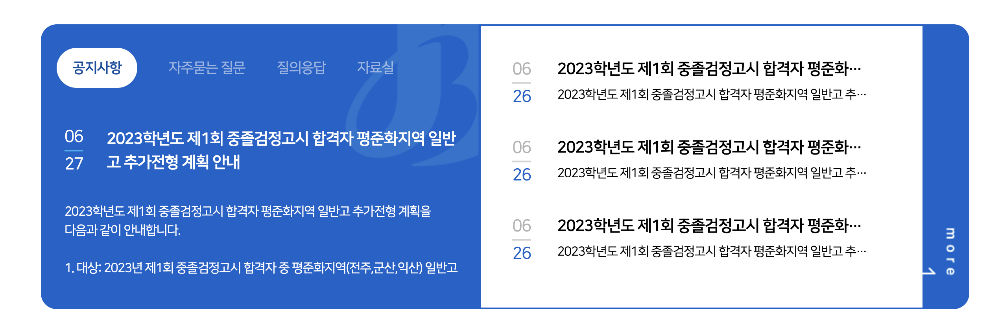 공지사항
자주묻는 질문
질의응답
자료실
06
27
2023학년도 제1회 중졸검정고시 합격자 평준화지역 일반
고 추가전형 계획 안내
2023학년도 제1회 중졸검정고시 합격자 평준화지역 일반고 추가전형 계획을
다음과 같이 안내합니다.
1. 대상: 2023년 제1회 중졸검정고시 합격자 중 평준화지역(전주,군산,익산) 일반고
06
26
2023학년도 제1회 중졸검정고시 합격자 평준화…
2023학년도 제1회 중졸검정고시 합격자 평준화지역 일반고 추…
06
26
2023학년도 제1회 중졸검정고시 합격자 평준화…
2023학년도 제1회 중졸검정고시 합격자 평준화지역 일반고 추…
06
26
2023학년도 제1회 중졸검정고시 합격자 평준화…
2023학년도 제1회 중졸검정고시 합격자 평준화지역 일반고 추…
more